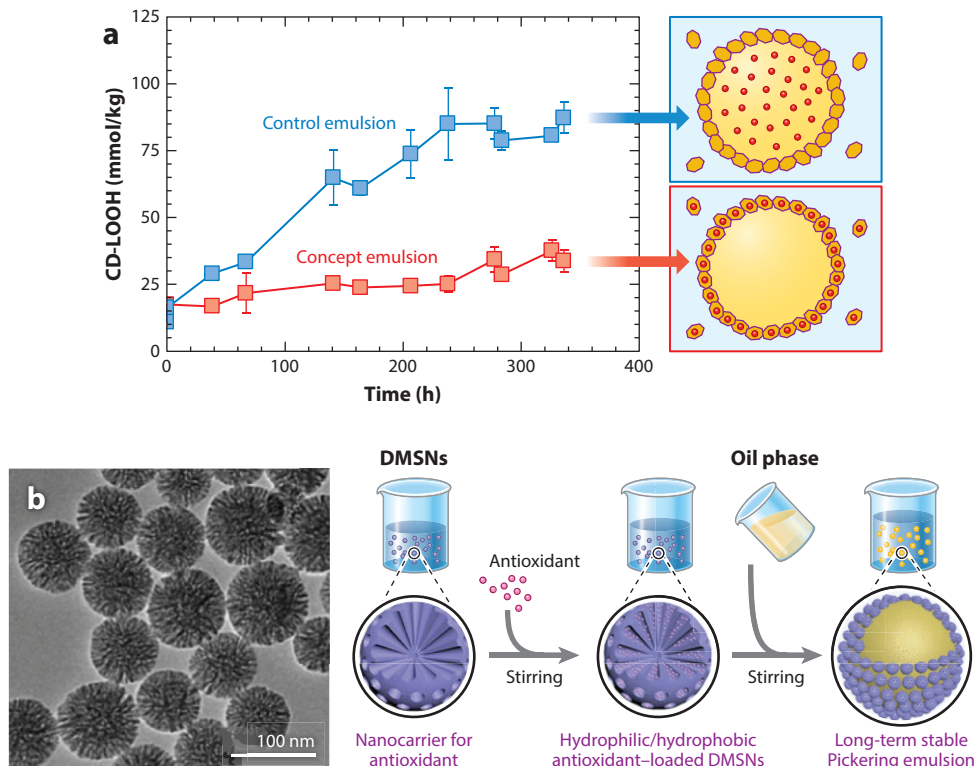 a
125
100
75
50
25
0
CD-LOOH (mmol/kg)
Control emulsion
Concept emulsion
0
100
200
300
400
Time (h)
b
100 nm
DMSNs
Oil phase
Antioxidant
Stirring
Stirring
Nanocarrier for
antioxidant
Hydrophilic/hydrophobic
antioxidant–loaded DMSNs
Long-term stable
Pickering emulsion